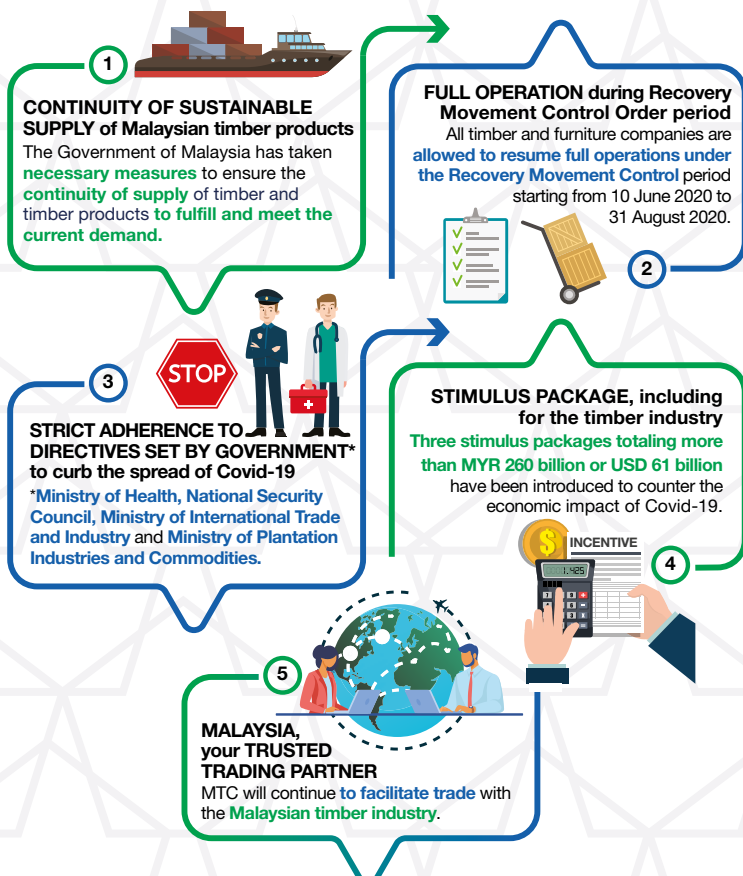 1
CONTINUITY OF SUSTAINABLE
SUPPLY of Malaysian timber products
The Government of Malaysia has taken
necessary measures to ensure the
continuity of supply of timber and
timber products to fulfill and meet the
current demand.
FULL OPERATION during Recovery
Movement Control Order period
All timber and furniture companies are
allowed to resume full operations under
the Recovery Movement Control period
starting from 10 June 2020 to
31 August 2020.
2
3
STOP
STRICT ADHERENCE TO
DIRECTIVES SET BY GOVERNMENT*
to curb the spread of Covid-19
*Ministry of Health, National Security
Council, Ministry of International Trade
and Industry and Ministry of Plantation
Industries and Commodities.
STIMULUS PACKAGE, including
for the timber industry
Three stimulus packages totaling more
than MYR 260 billion or USD 61 billion
have been introduced to counter the
economic impact of Covid-19.
$
INCENTIVE
1.425
4
5
MALAYSIA,
your TRUSTED
TRADING PARTNER
MTC will continue to facilitate trade with
the Malaysian timber industry.